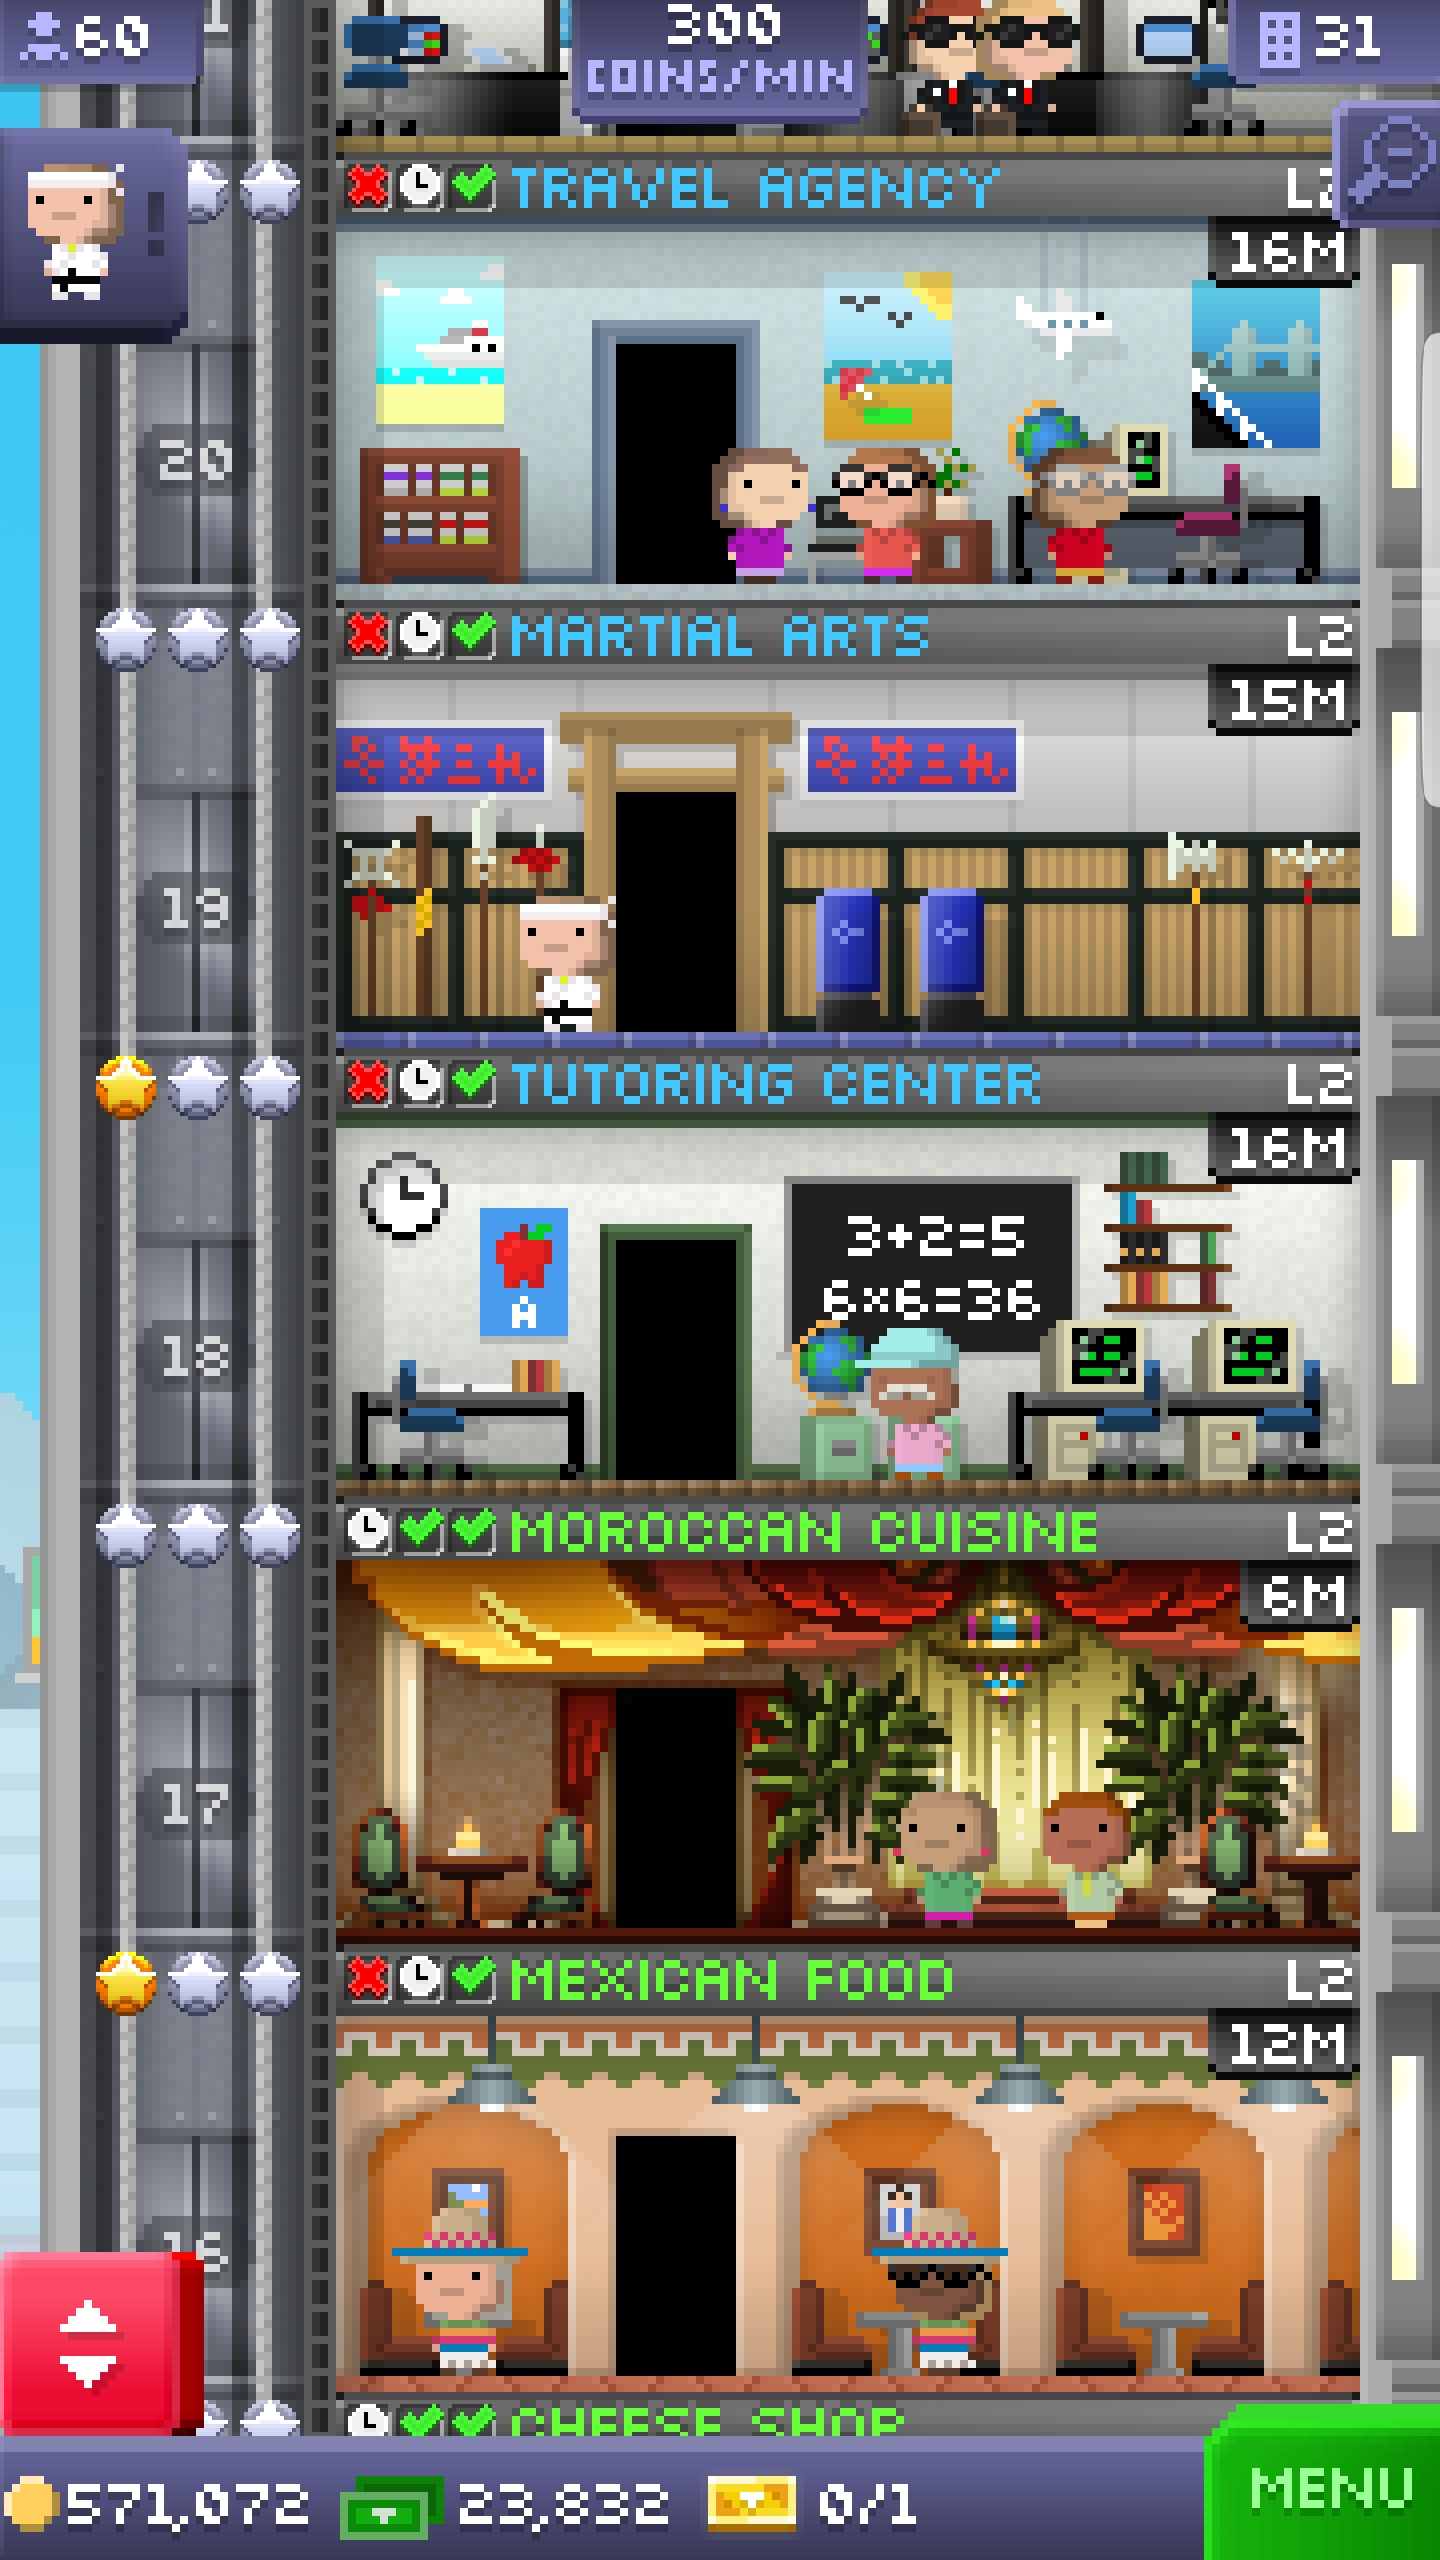 60
300
COINS/MIN
31
TRAVEL AGENCY
16M
20
MARTIAL ARTS L2
15M
19
TUTORING CENTER L2
16M
3+2=5
6×6=36
A
18
MOROCCAN CUISINE L2
6M
17
MEXICAN FOOD L2
12M
16
CHEESE SHOP
571,072 23,832 0/1
MENU